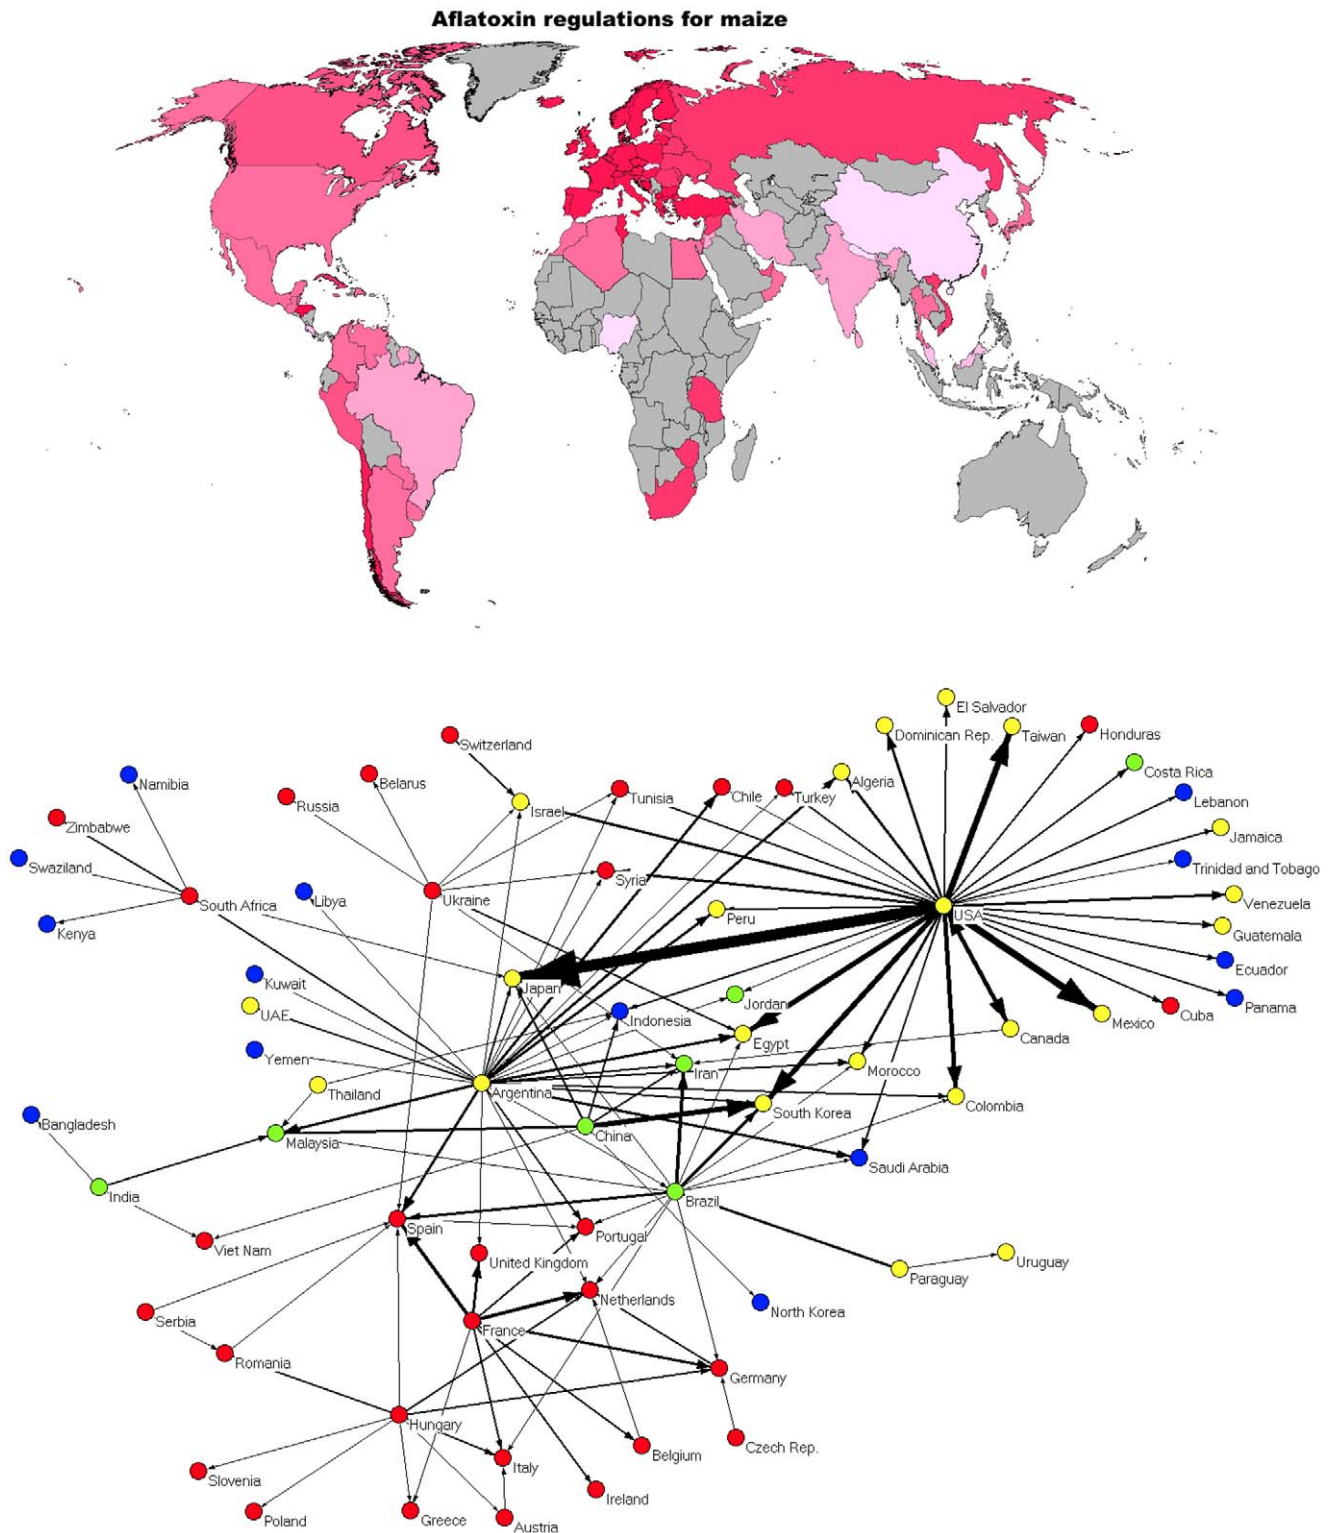 Aflatoxin regulations for maize
El Salvador
Dominican Rep.
Taiwan
Honduras
Switzerland
Costa Rica
Namibia
Belarus
Algeria
Russia
Israel
Tunisia
Chile
Turkey
Lebanon
Zimbabwe
Jamaica
Swaziland
Trinidad and Tobago
Syria
South Africa
Libya
Ukraine
Peru
USA
Venezuela
Kenya
Guatemala
Kuwait
Japan
Ecuador
UAE
Indonesia
Jordan
Mexico
Cuba
Panama
Yemen
Egypt
Canada
Thailand
Argentina
Iran
Morocco
Bangladesh
Malaysia
China
South Korea
Colombia
India
Brazil
Saudi Arabia
Viet Nam
Spain
Portugal
United Kingdom
Paraguay
Uruguay
Serbia
Netherlands
North Korea
Romania
France
Germany
Hungary
Slovenia
Italy
Belgium
Czech Rep.
Poland
Greece
Austria
Ireland